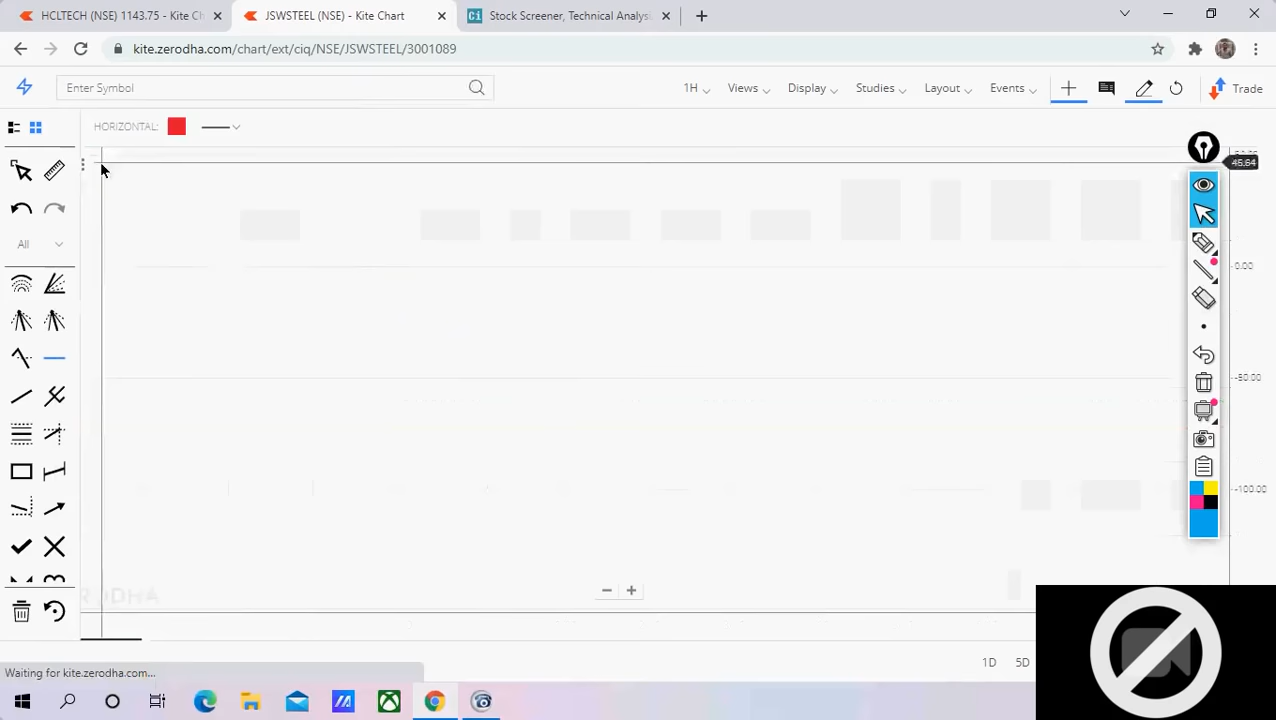 HCLTECH (NSE) 1143.75 - Kite Ch
JSWSTEEL (NSE) - Kite Chart
Ci Stock Screener, Technical Analysi
kite.zerodha.com/chart/ext/ciq/NSE/JSWSTEEL/3001089
Enter Symbol
1H Views Display Studies Layout Events Trade
HORIZONTAL:
45.64
All
0.00
-50.00
-100.00
1D 5D
Waiting for kite.zerodha.com...